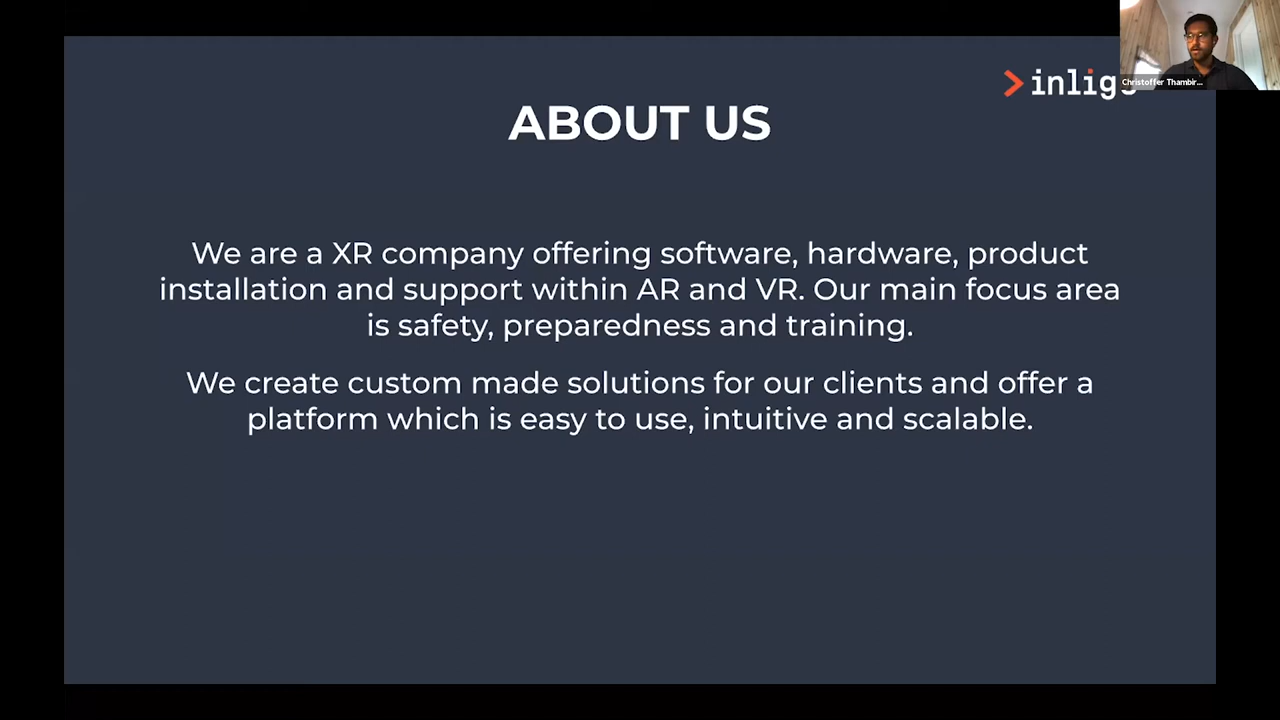 inlig
Christoffer Thambir...
ABOUT US
We are a XR company offering software, hardware, product
installation and support within AR and VR. Our main focus area
is safety, preparedness and training.
We create custom made solutions for our clients and offer a
platform which is easy to use, intuitive and scalable.